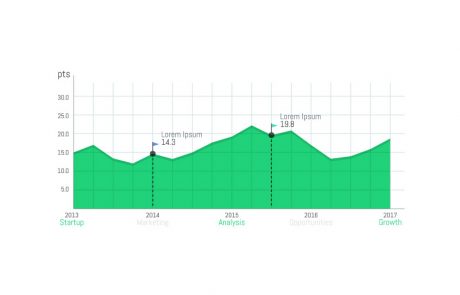 pts
30.0
Lorem Ipsum
19.8
25.0
Lorem Ipsum
14.3
20.0
15.0
10.0
5.0
2013 2014 2015 2016 2017
Startup Marketing Analysis Opportunities Growth